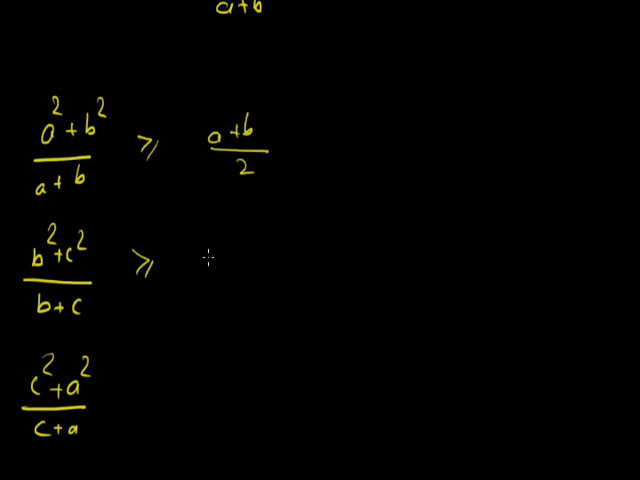 a+b
a²+b²/a+b ⩾ a+b/2
b²+c²/b+c ⩾
c²+a²/c+a